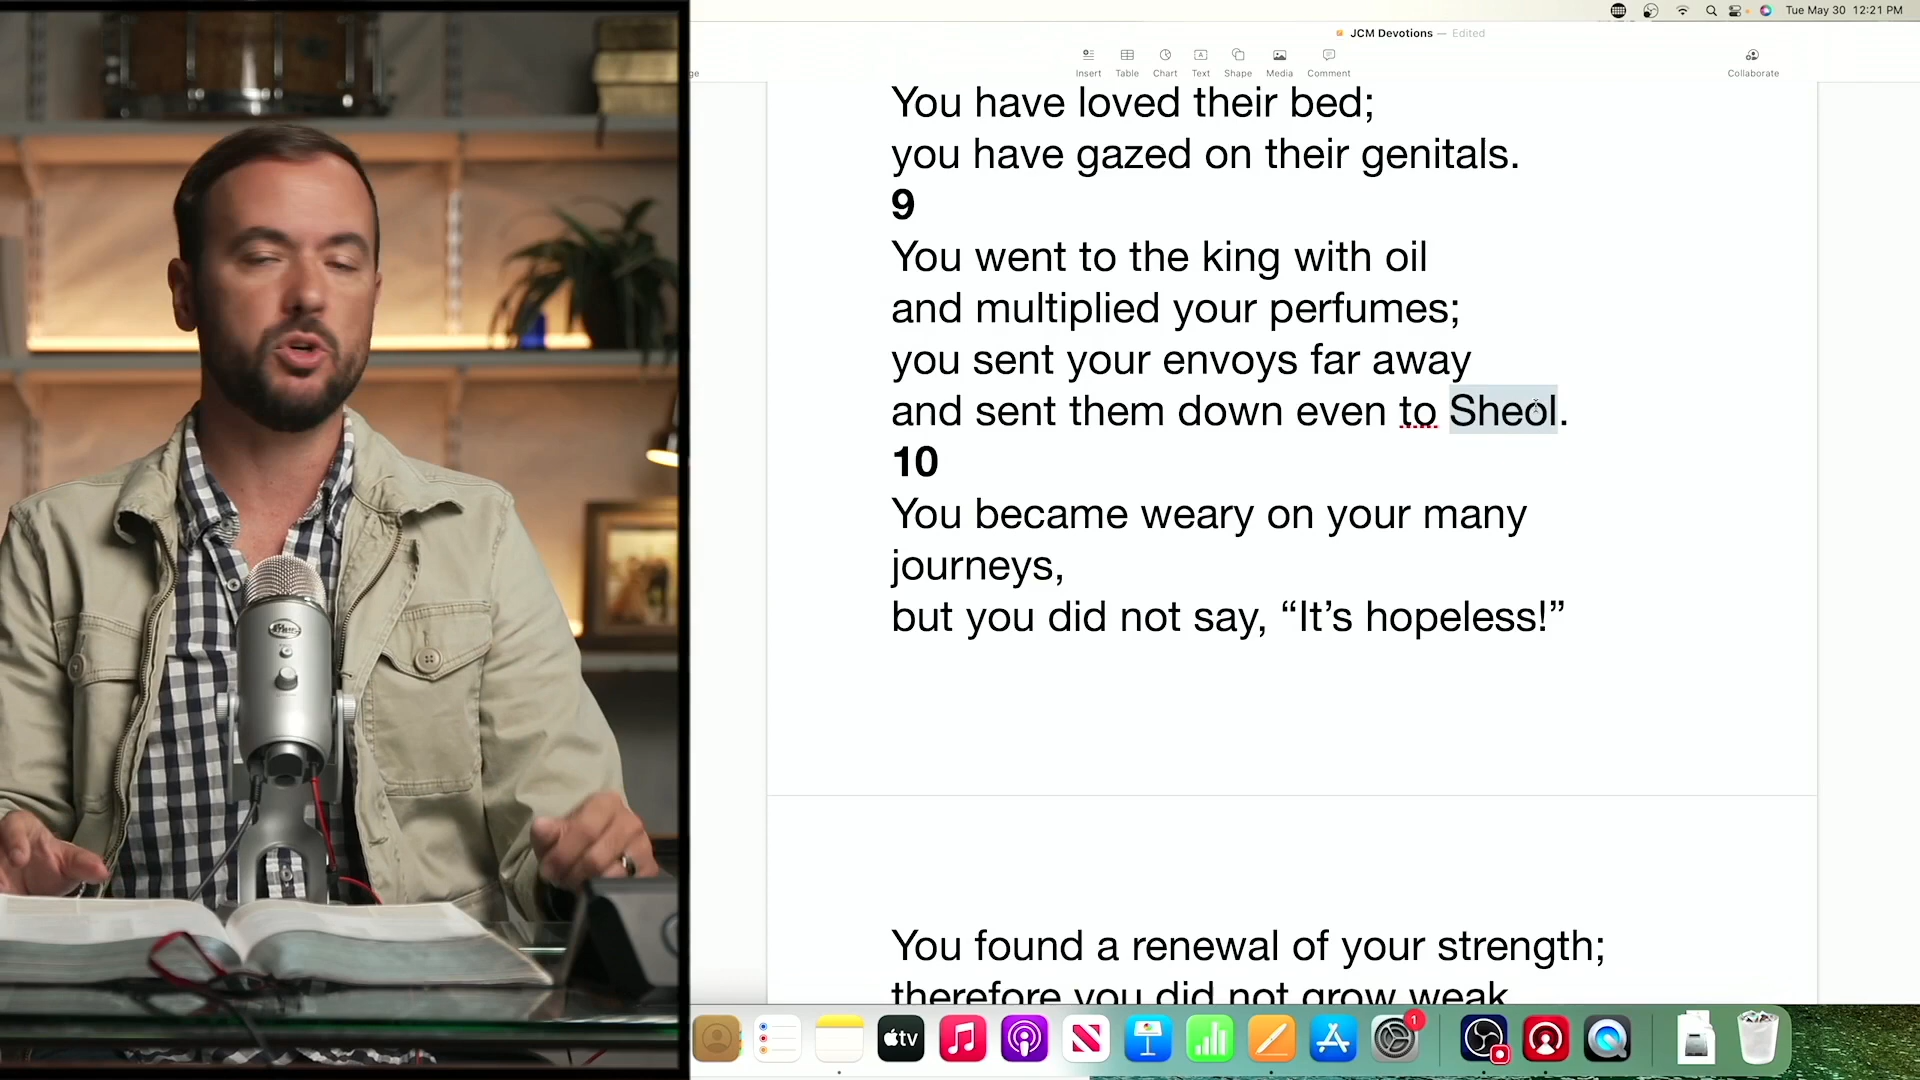 Tue May 30 12:21 PM
JCM Devotions — Edited
ge
Insert
Table
Chart
Text
Shape
Media
Comment
Collaborate
You have loved their bed;
you have gazed on their genitals.
9
You went to the king with oil
and multiplied your perfumes;
you sent your envoys far away
and sent them down even to Sheol.
10
You became weary on your many
journeys,
but you did not say, “It’s hopeless!”
You found a renewal of your strength;
therefore you did not grow weak
tv
1